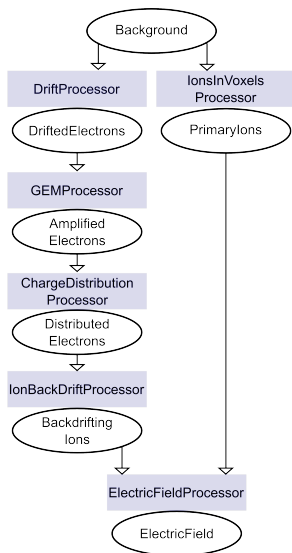 Background
DriftProcessor
IonsInVoxels
Processor
DriftedElectrons
PrimaryIons
GEMProcessor
Amplified
Electrons
ChargeDistribution
Processor
Distributed
Electrons
IonBackDriftProcessor
Backdrifting
Ions
ElectricFieldProcessor
ElectricField